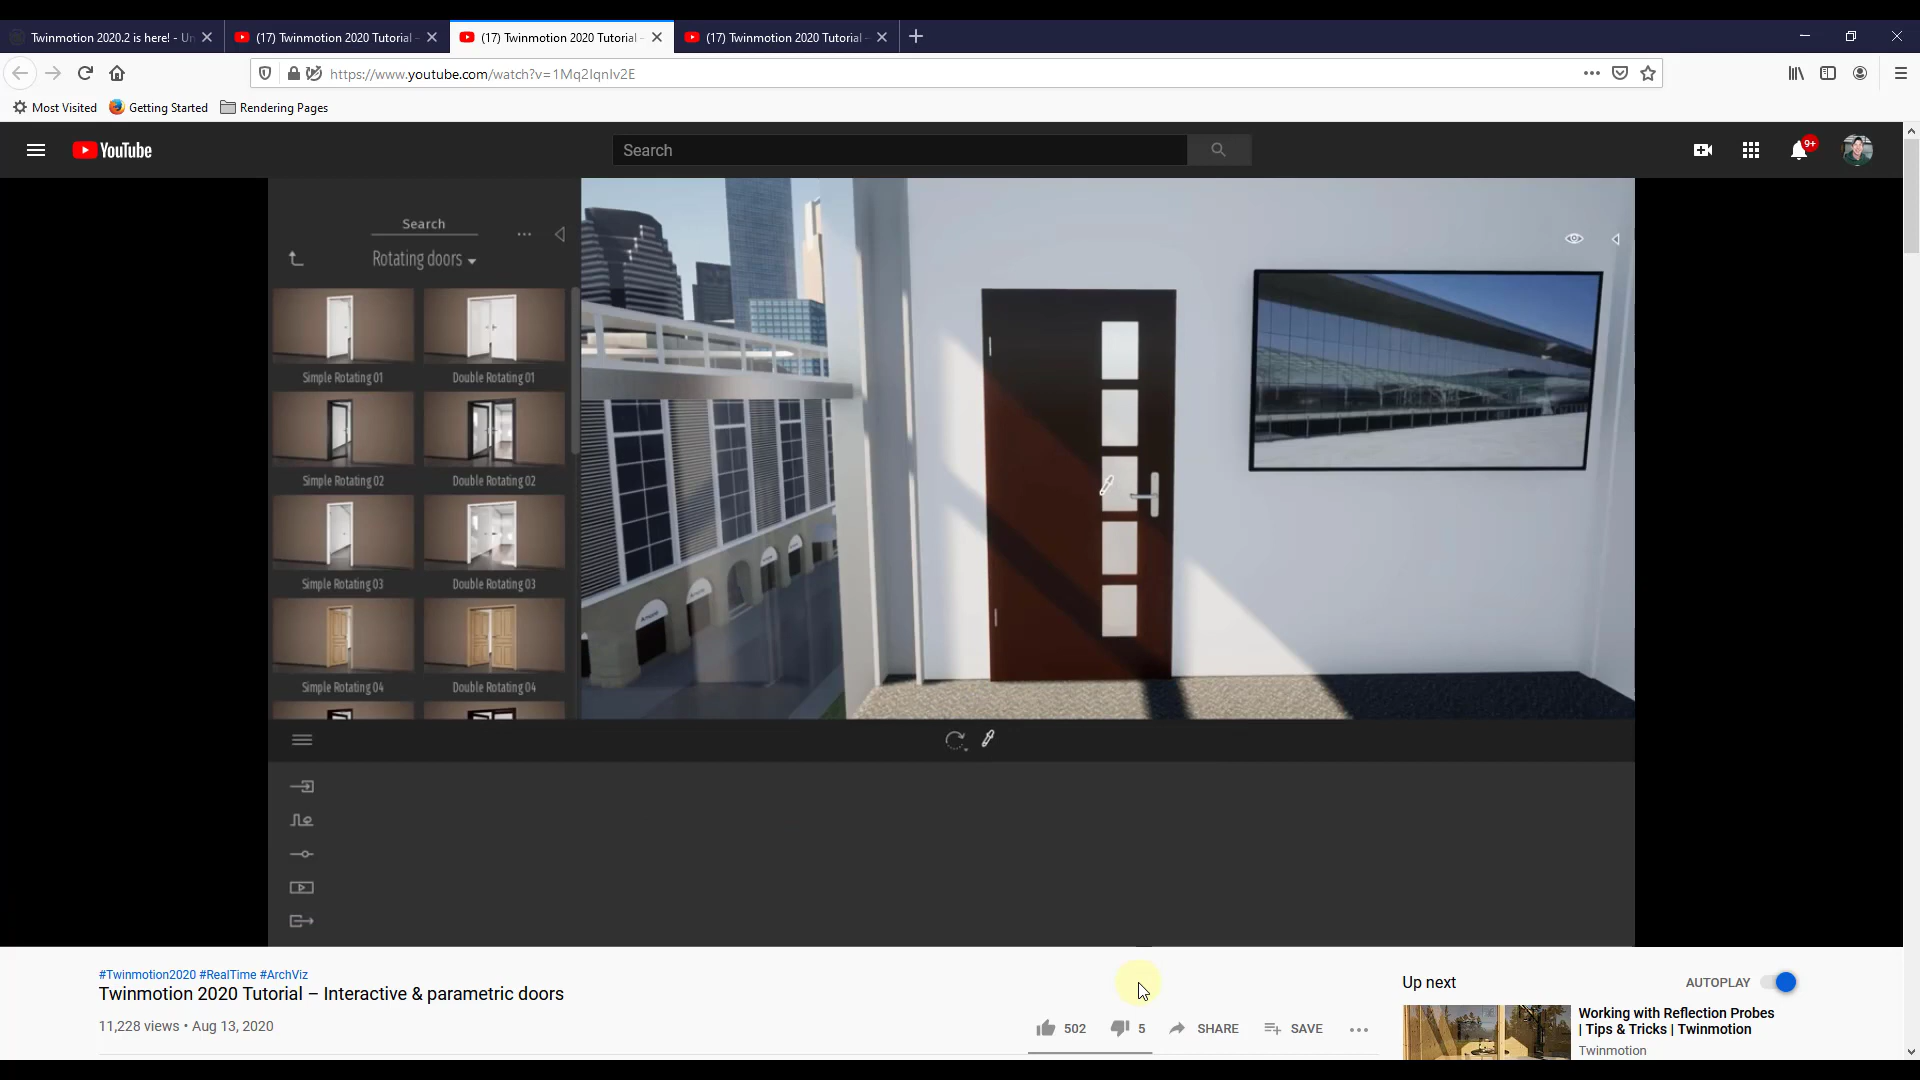 Twinmotion 2020.2 is here! - Un
(17) Twinmotion 2020 Tutorial -
(17) Twinmotion 2020 Tutorial -
(17) Twinmotion 2020 Tutorial -
https://www.youtube.com/watch?v=1Mq2IqnIv2E
Most Visited
Getting Started
Rendering Pages
YouTube
Search
9+
Search
Rotating doors
Simple Rotating 01
Double Rotating 01
Simple Rotating 02
Double Rotating 02
Simple Rotating 03
Double Rotating 03
Simple Rotating 04
Double Rotating 04
#Twinmotion2020 #RealTime #ArchViz
Twinmotion 2020 Tutorial – Interactive & parametric doors
11,228 views • Aug 13, 2020
502
5
SHARE
SAVE
Up next
AUTOPLAY
Working with Reflection Probes
| Tips & Tricks | Twinmotion
Twinmotion